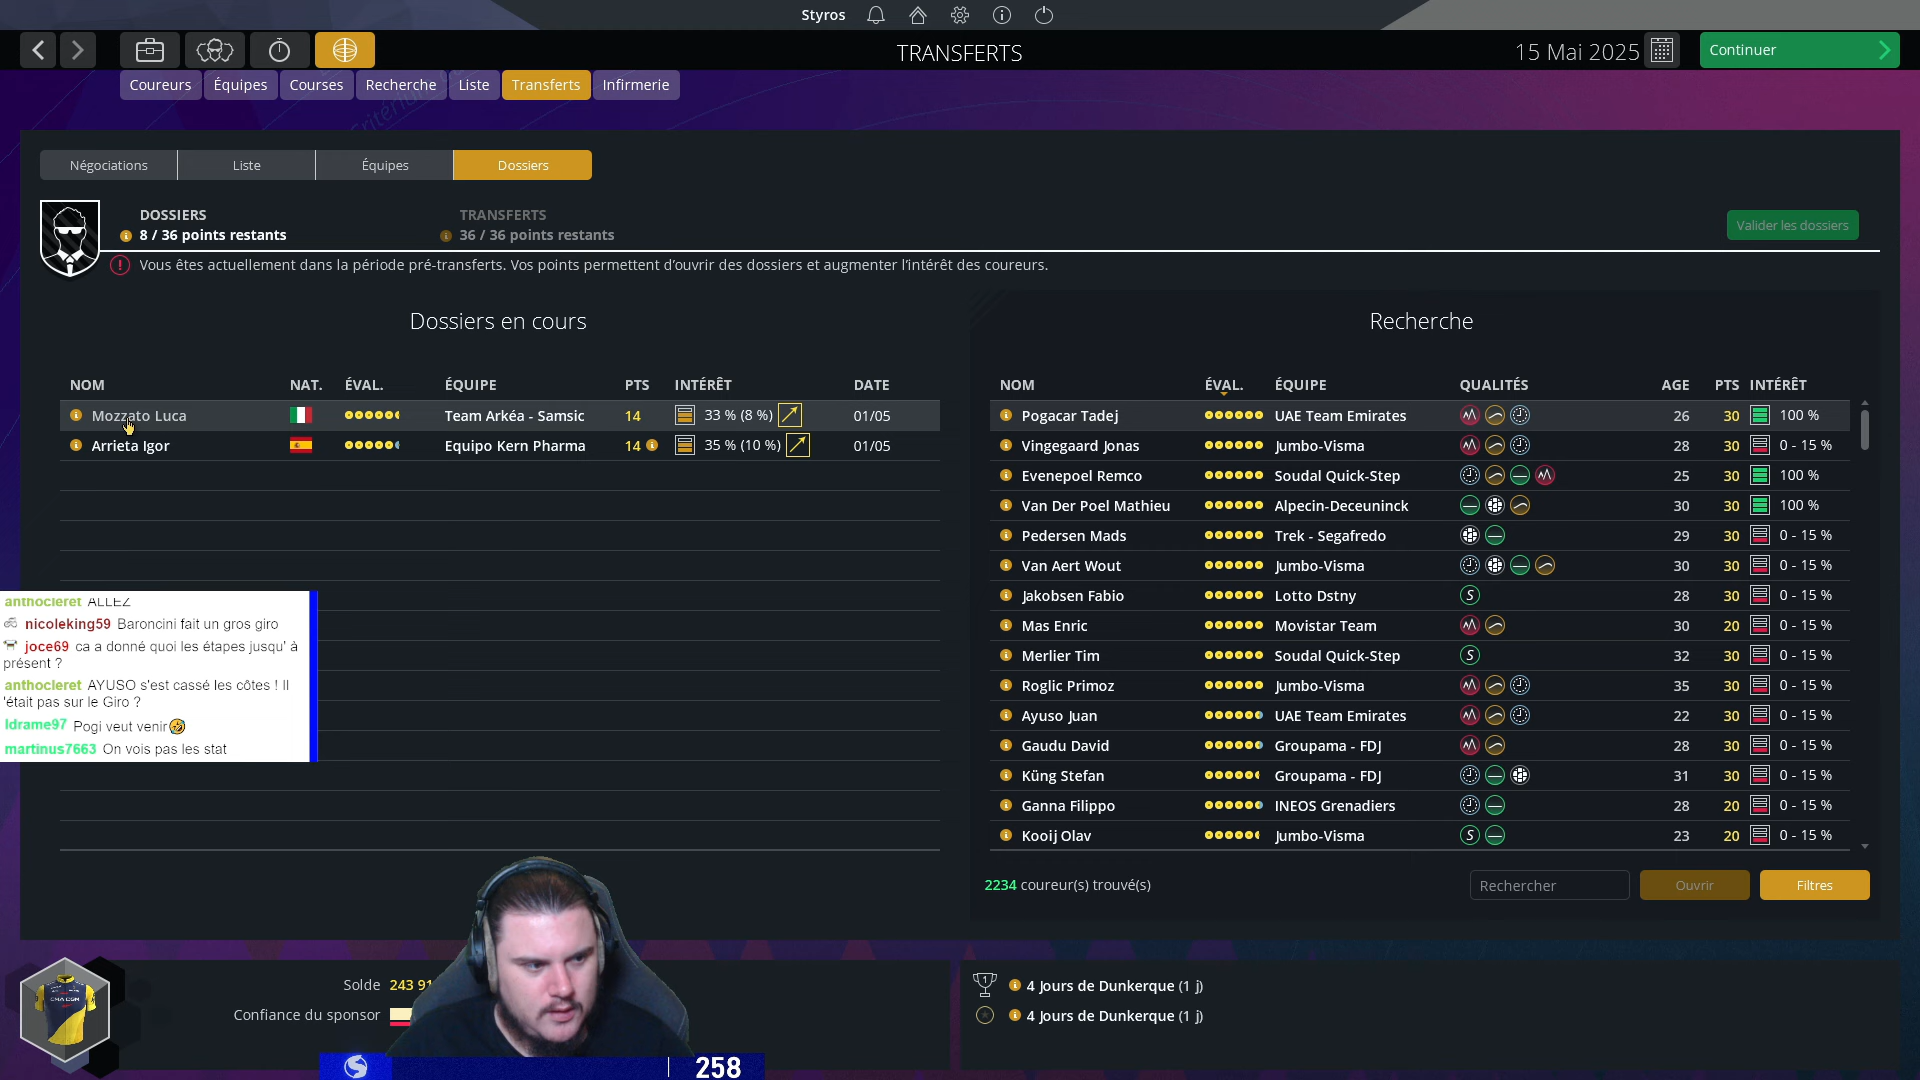 Styros
TRANSFERTS
15 Mai 2025
Continuer
Coureurs Équipes Courses Recherche Liste Transferts Infirmerie
Négociations Liste Équipes Dossiers
DOSSIERS
8 / 36 points restants
TRANSFERTS
36 / 36 points restants
Valider les dossiers
Vous êtes actuellement dans la période pré-transferts. Vos points permettent d'ouvrir des dossiers et augmenter l'intérêt des coureurs.
Dossiers en cours
NOM NAT. ÉVAL. ÉQUIPE PTS INTÉRÊT DATE
Mozzato Luca Team Arkéa - Samsic 14 33 % (8 %) 01/05
Arrieta Igor Equipo Kern Pharma 14 35 % (10 %) 01/05
Recherche
NOM ÉVAL. ÉQUIPE QUALITÉS AGE PTS INTÉRÊT
Pogacar Tadej UAE Team Emirates 26 30 100 %
Vingegaard Jonas Jumbo-Visma 28 30 0 - 15 %
Evenepoel Remco Soudal Quick-Step 25 30 100 %
Van Der Poel Mathieu Alpecin-Deceuninck 30 30 100 %
Pedersen Mads Trek - Segafredo 29 30 0 - 15 %
Van Aert Wout Jumbo-Visma 30 30 0 - 15 %
Jakobsen Fabio Lotto Dstny S 28 30 0 - 15 %
Mas Enric Movistar Team 30 20 0 - 15 %
Merlier Tim Soudal Quick-Step S 32 30 0 - 15 %
Roglic Primoz Jumbo-Visma 35 30 0 - 15 %
Ayuso Juan UAE Team Emirates 22 30 0 - 15 %
Gaudu David Groupama - FDJ 28 30 0 - 15 %
Küng Stefan Groupama - FDJ 31 30 0 - 15 %
Ganna Filippo INEOS Grenadiers 28 20 0 - 15 %
Kooij Olav Jumbo-Visma S 23 20 0 - 15 %
2234 coureur(s) trouvé(s)
Rechercher
Ouvrir
Filtres
anthocleret ALLEZ
nicoleking59 Baroncini fait un gros giro
joce69 ca a donné quoi les étapes jusqu' à
présent ?
anthocleret AYUSO s'est cassé les côtes ! Il
'était pas sur le Giro ?
ldrame97 Pogi veut venir🤣
martinus7663 On vois pas les stat
Solde 243 91
Confiance du sponsor
CMA CGM
4 Jours de Dunkerque (1 j)
4 Jours de Dunkerque (1 j)
258